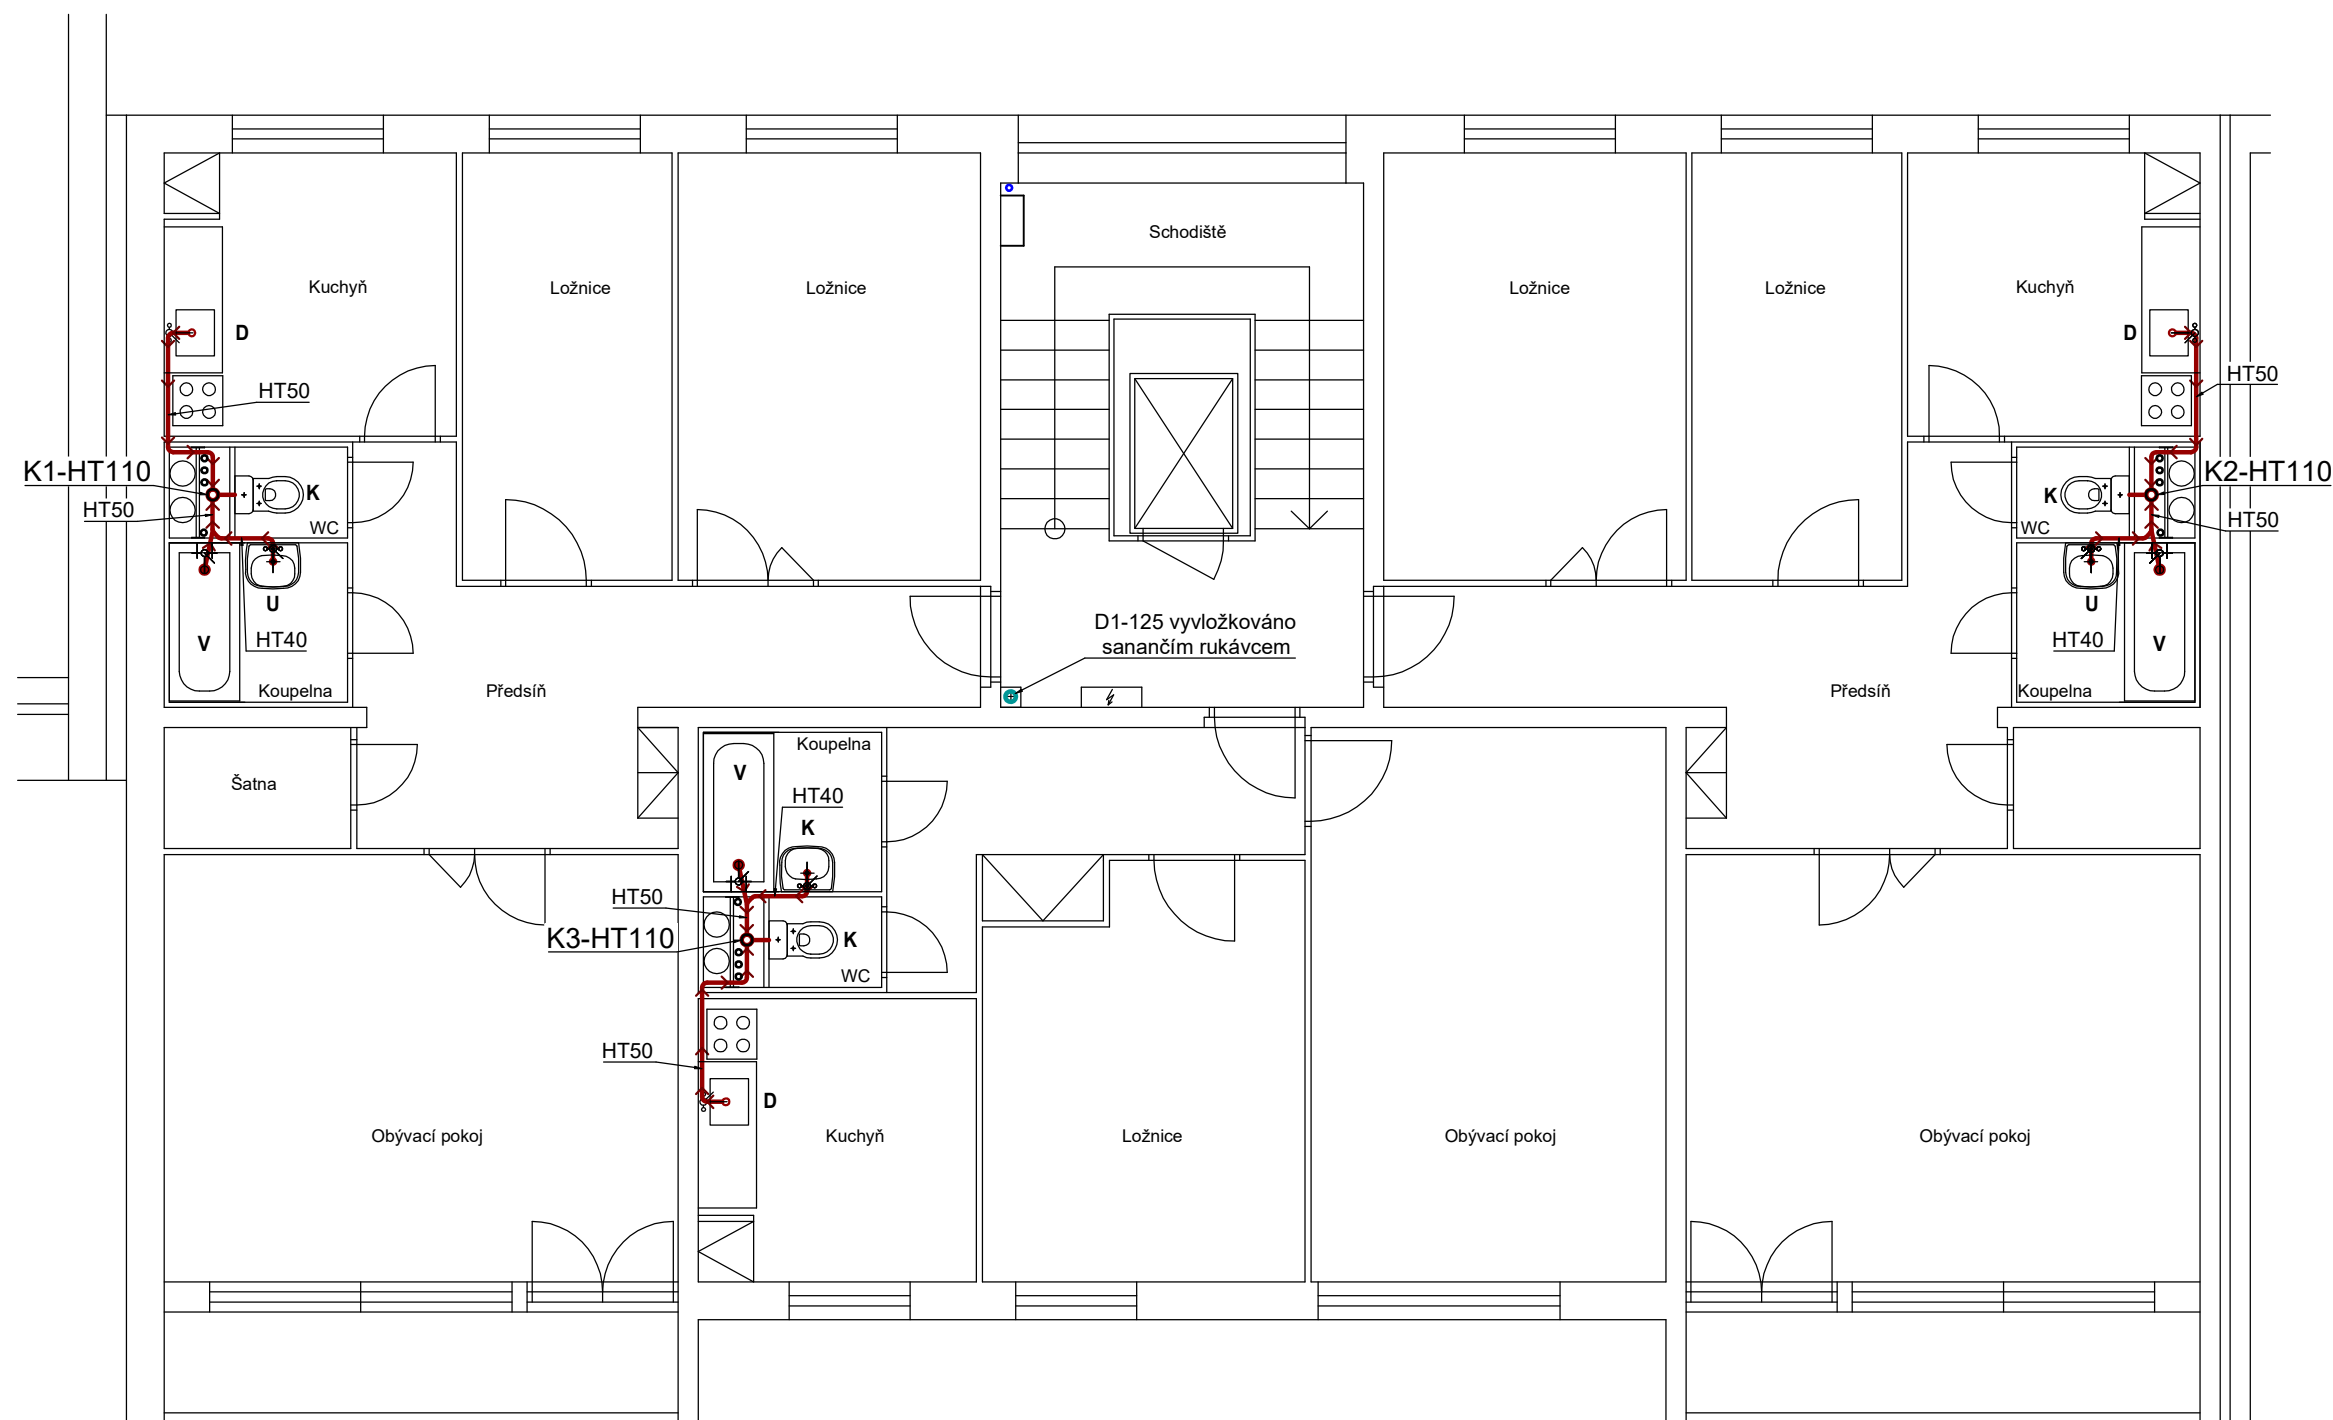 Schodiště
Kuchyň
Ložnice
Ložnice
Ložnice
Ložnice
Kuchyň
D
D
HT50
HT50
K1-HT110
K
HT50
WC
K
K2-HT110
HT50
WC
U
HT40
V
Koupelna
U
HT40
V
Koupelna
D1-125 vyvložkováno
sanančím rukávcem
Předsíň
Předsíň
Šatna
Koupelna
V
HT40
K
HT50
K3-HT110
K
WC
HT50
D
Obývací pokoj
Kuchyň
Ložnice
Obývací pokoj
Obývací pokoj